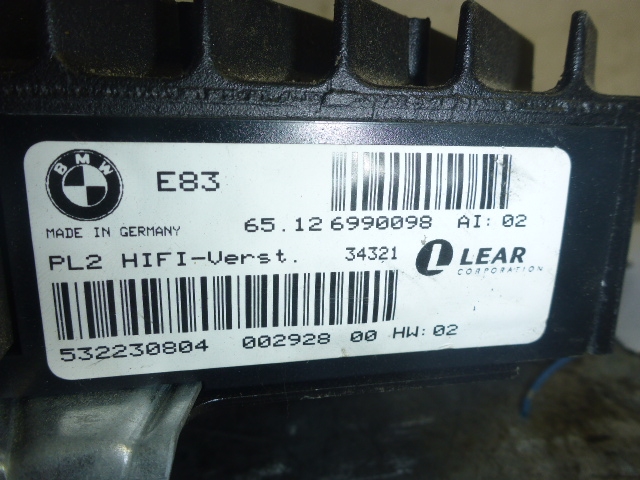 BMW
E83
MADE IN GERMANY
65.12 6990098 AI: 02
PL2 HIFI-Verst. 34321
L LEAR
CORPORATION
532230804 002928 00 HW: 02